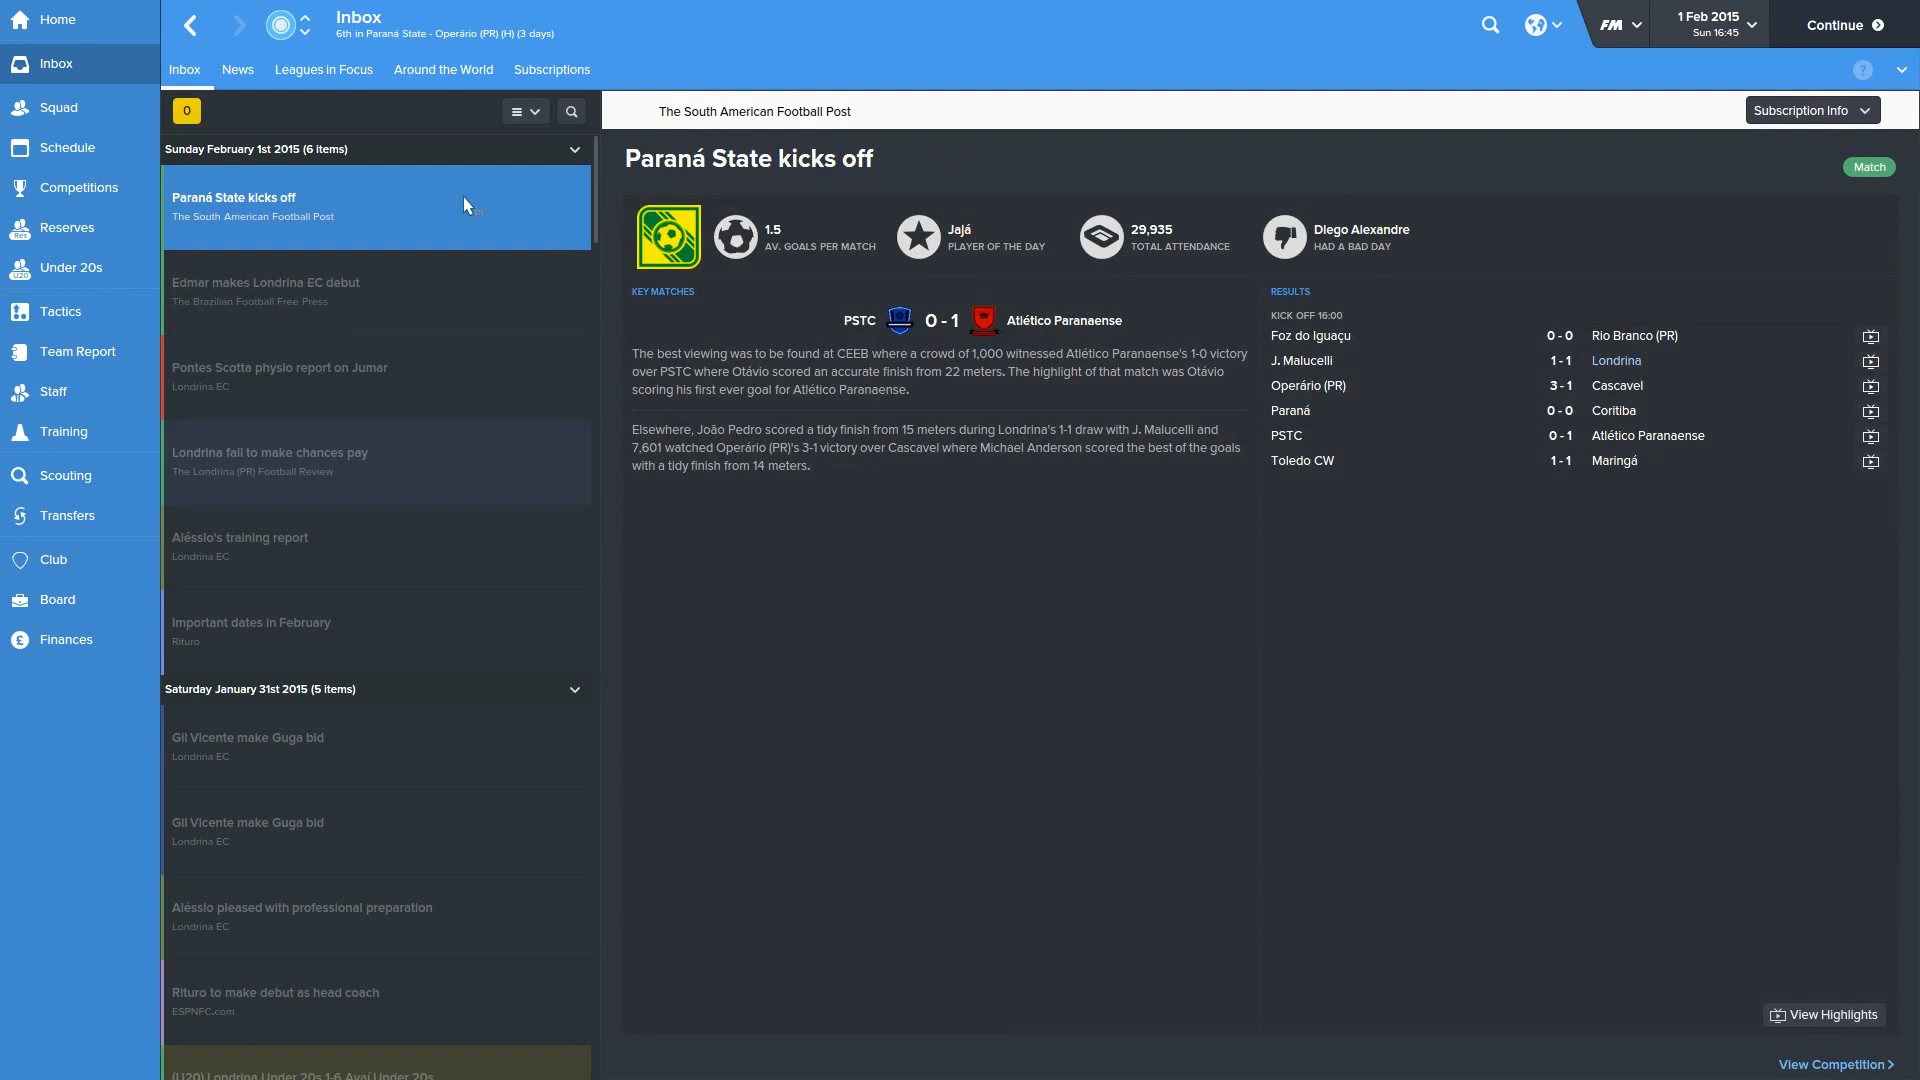 Home
Inbox
Squad
Schedule
Competitions
Reserves
Under 20s
Tactics
Team Report
Staff
Training
Scouting
Transfers
Club
Board
Finances
Inbox
6th in Paraná State - Operário (PR) (H) (3 days)
FM
1 Feb 2015
Sun 16:45
Continue
Inbox News Leagues in Focus Around the World Subscriptions
?
0
Sunday February 1st 2015 (6 items)
Paraná State kicks off
The South American Football Post
Edmar makes Londrina EC debut
The Brazilian Football Free Press
Pontes Scotta physio report on Jumar
Londrina EC
Londrina fail to make chances pay
The Londrina (PR) Football Review
Aléssio's training report
Londrina EC
Important dates in February
Rituro
Saturday January 31st 2015 (5 items)
Gil Vicente make Guga bid
Londrina EC
Gil Vicente make Guga bid
Londrina EC
Aléssio pleased with professional preparation
Londrina EC
Rituro to make debut as head coach
ESPNFC.com
(U20) Londrina Under 20s 1-6 Avaí Under 20s
The South American Football Post
Subscription Info
Paraná State kicks off
Match
1.5
AV. GOALS PER MATCH
Jajá
PLAYER OF THE DAY
29,935
TOTAL ATTENDANCE
Diego Alexandre
HAD A BAD DAY
KEY MATCHES
PSTC 0 - 1 Atlético Paranaense
The best viewing was to be found at CEEB where a crowd of 1,000 witnessed Atlético Paranaense's 1-0 victory
over PSTC where Otávio scored an accurate finish from 22 meters. The highlight of that match was Otávio
scoring his first ever goal for Atlético Paranaense.
Elsewhere, João Pedro scored a tidy finish from 15 meters during Londrina's 1-1 draw with J. Malucelli and
7,601 watched Operário (PR)'s 3-1 victory over Cascavel where Michael Anderson scored the best of the goals
with a tidy finish from 14 meters.
RESULTS
KICK OFF 16:00
Foz do Iguaçu 0 - 0 Rio Branco (PR)
J. Malucelli 1 - 1 Londrina
Operário (PR) 3 - 1 Cascavel
Paraná 0 - 0 Coritiba
PSTC 0 - 1 Atlético Paranaense
Toledo CW 1 - 1 Maringá
View Highlights
View Competition >